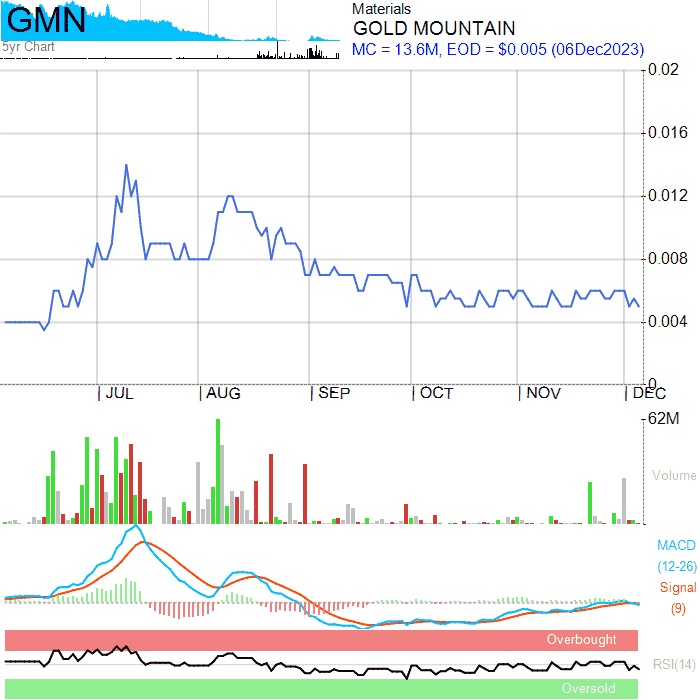 GMN
5yr Chart
Materials
GOLD MOUNTAIN
MC = 13.6M, EOD = $0.005 (06Dec2023)
0.02
0.016
0.012
0.008
0.004
0
JUL AUG SEP OCT NOV DEC
62M
Volume
MACD
(12-26)
Signal
(9)
Overbought
RSI(14)
Oversold